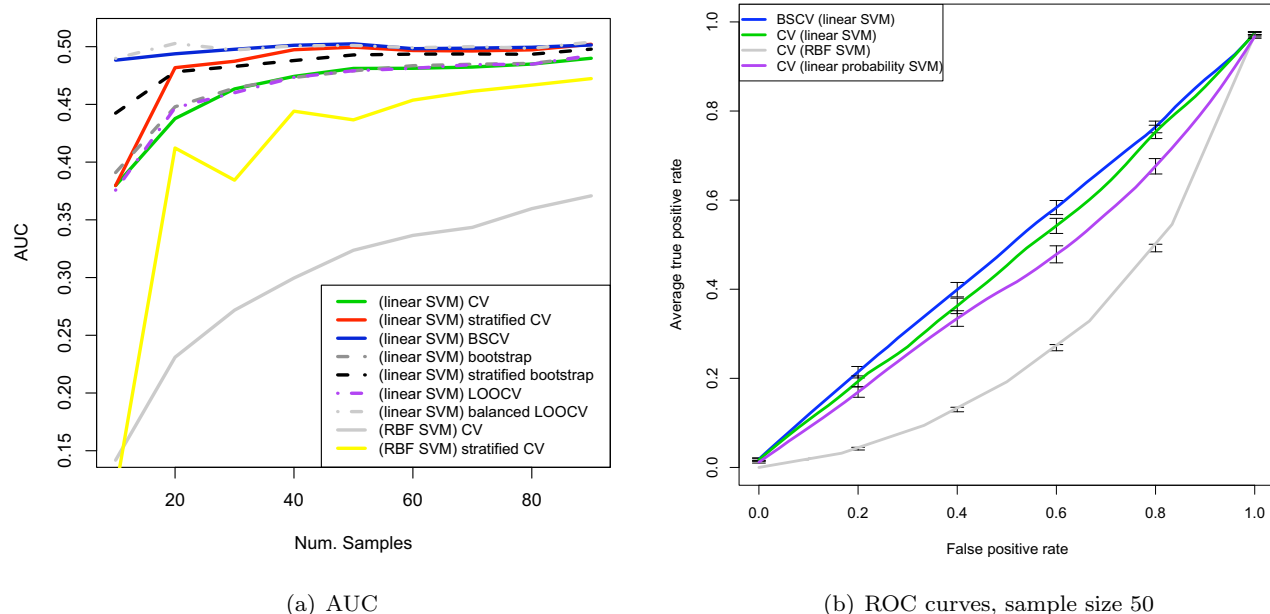 0.50
0.45
0.40
0.35
0.30
0.25
0.20
0.15
AUC
20 40 60 80
Num. Samples
(linear SVM) CV
(linear SVM) stratified CV
(linear SVM) BSCV
(linear SVM) bootstrap
(linear SVM) stratified bootstrap
(linear SVM) LOOCV
(linear SVM) balanced LOOCV
(RBF SVM) CV
(RBF SVM) stratified CV
(a) AUC
BSCV (linear SVM)
CV (linear SVM)
CV (RBF SVM)
CV (linear probability SVM)
1.0
0.8
0.6
0.4
0.2
0.0
Average true positive rate
0.0 0.2 0.4 0.6 0.8 1.0
False positive rate
(b) ROC curves, sample size 50